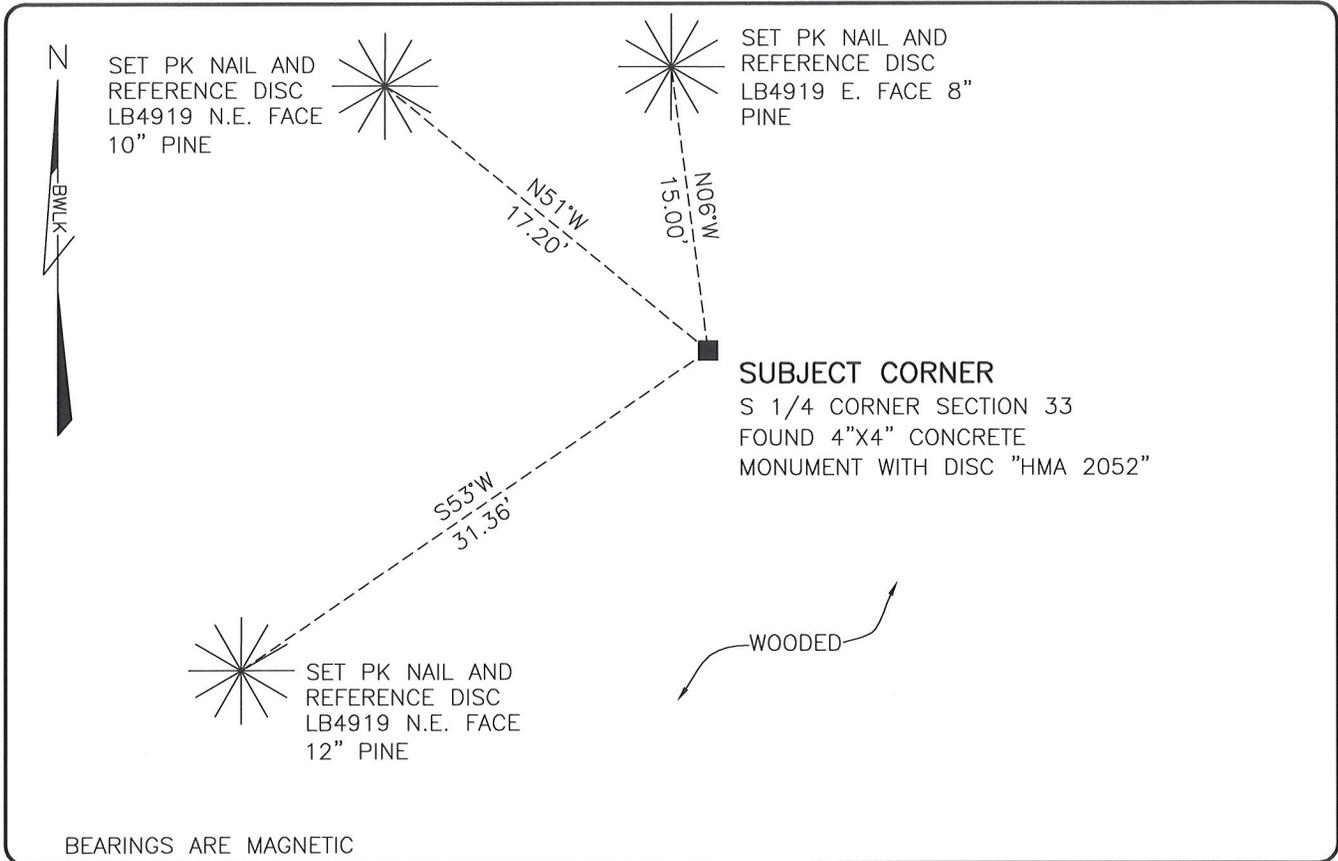 N
BWLK
SET PK NAIL AND
REFERENCE DISC
LB4919 N.E. FACE
10" PINE
SET PK NAIL AND
REFERENCE DISC
LB4919 E. FACE 8"
PINE
N51°W
17.20'
N06°W
15.00'
SUBJECT CORNER
S 1/4 CORNER SECTION 33
FOUND 4"X4" CONCRETE
MONUMENT WITH DISC "HMA 2052"
S53°W
31.36'
WOODED
SET PK NAIL AND
REFERENCE DISC
LB4919 N.E. FACE
12" PINE
BEARINGS ARE MAGNETIC